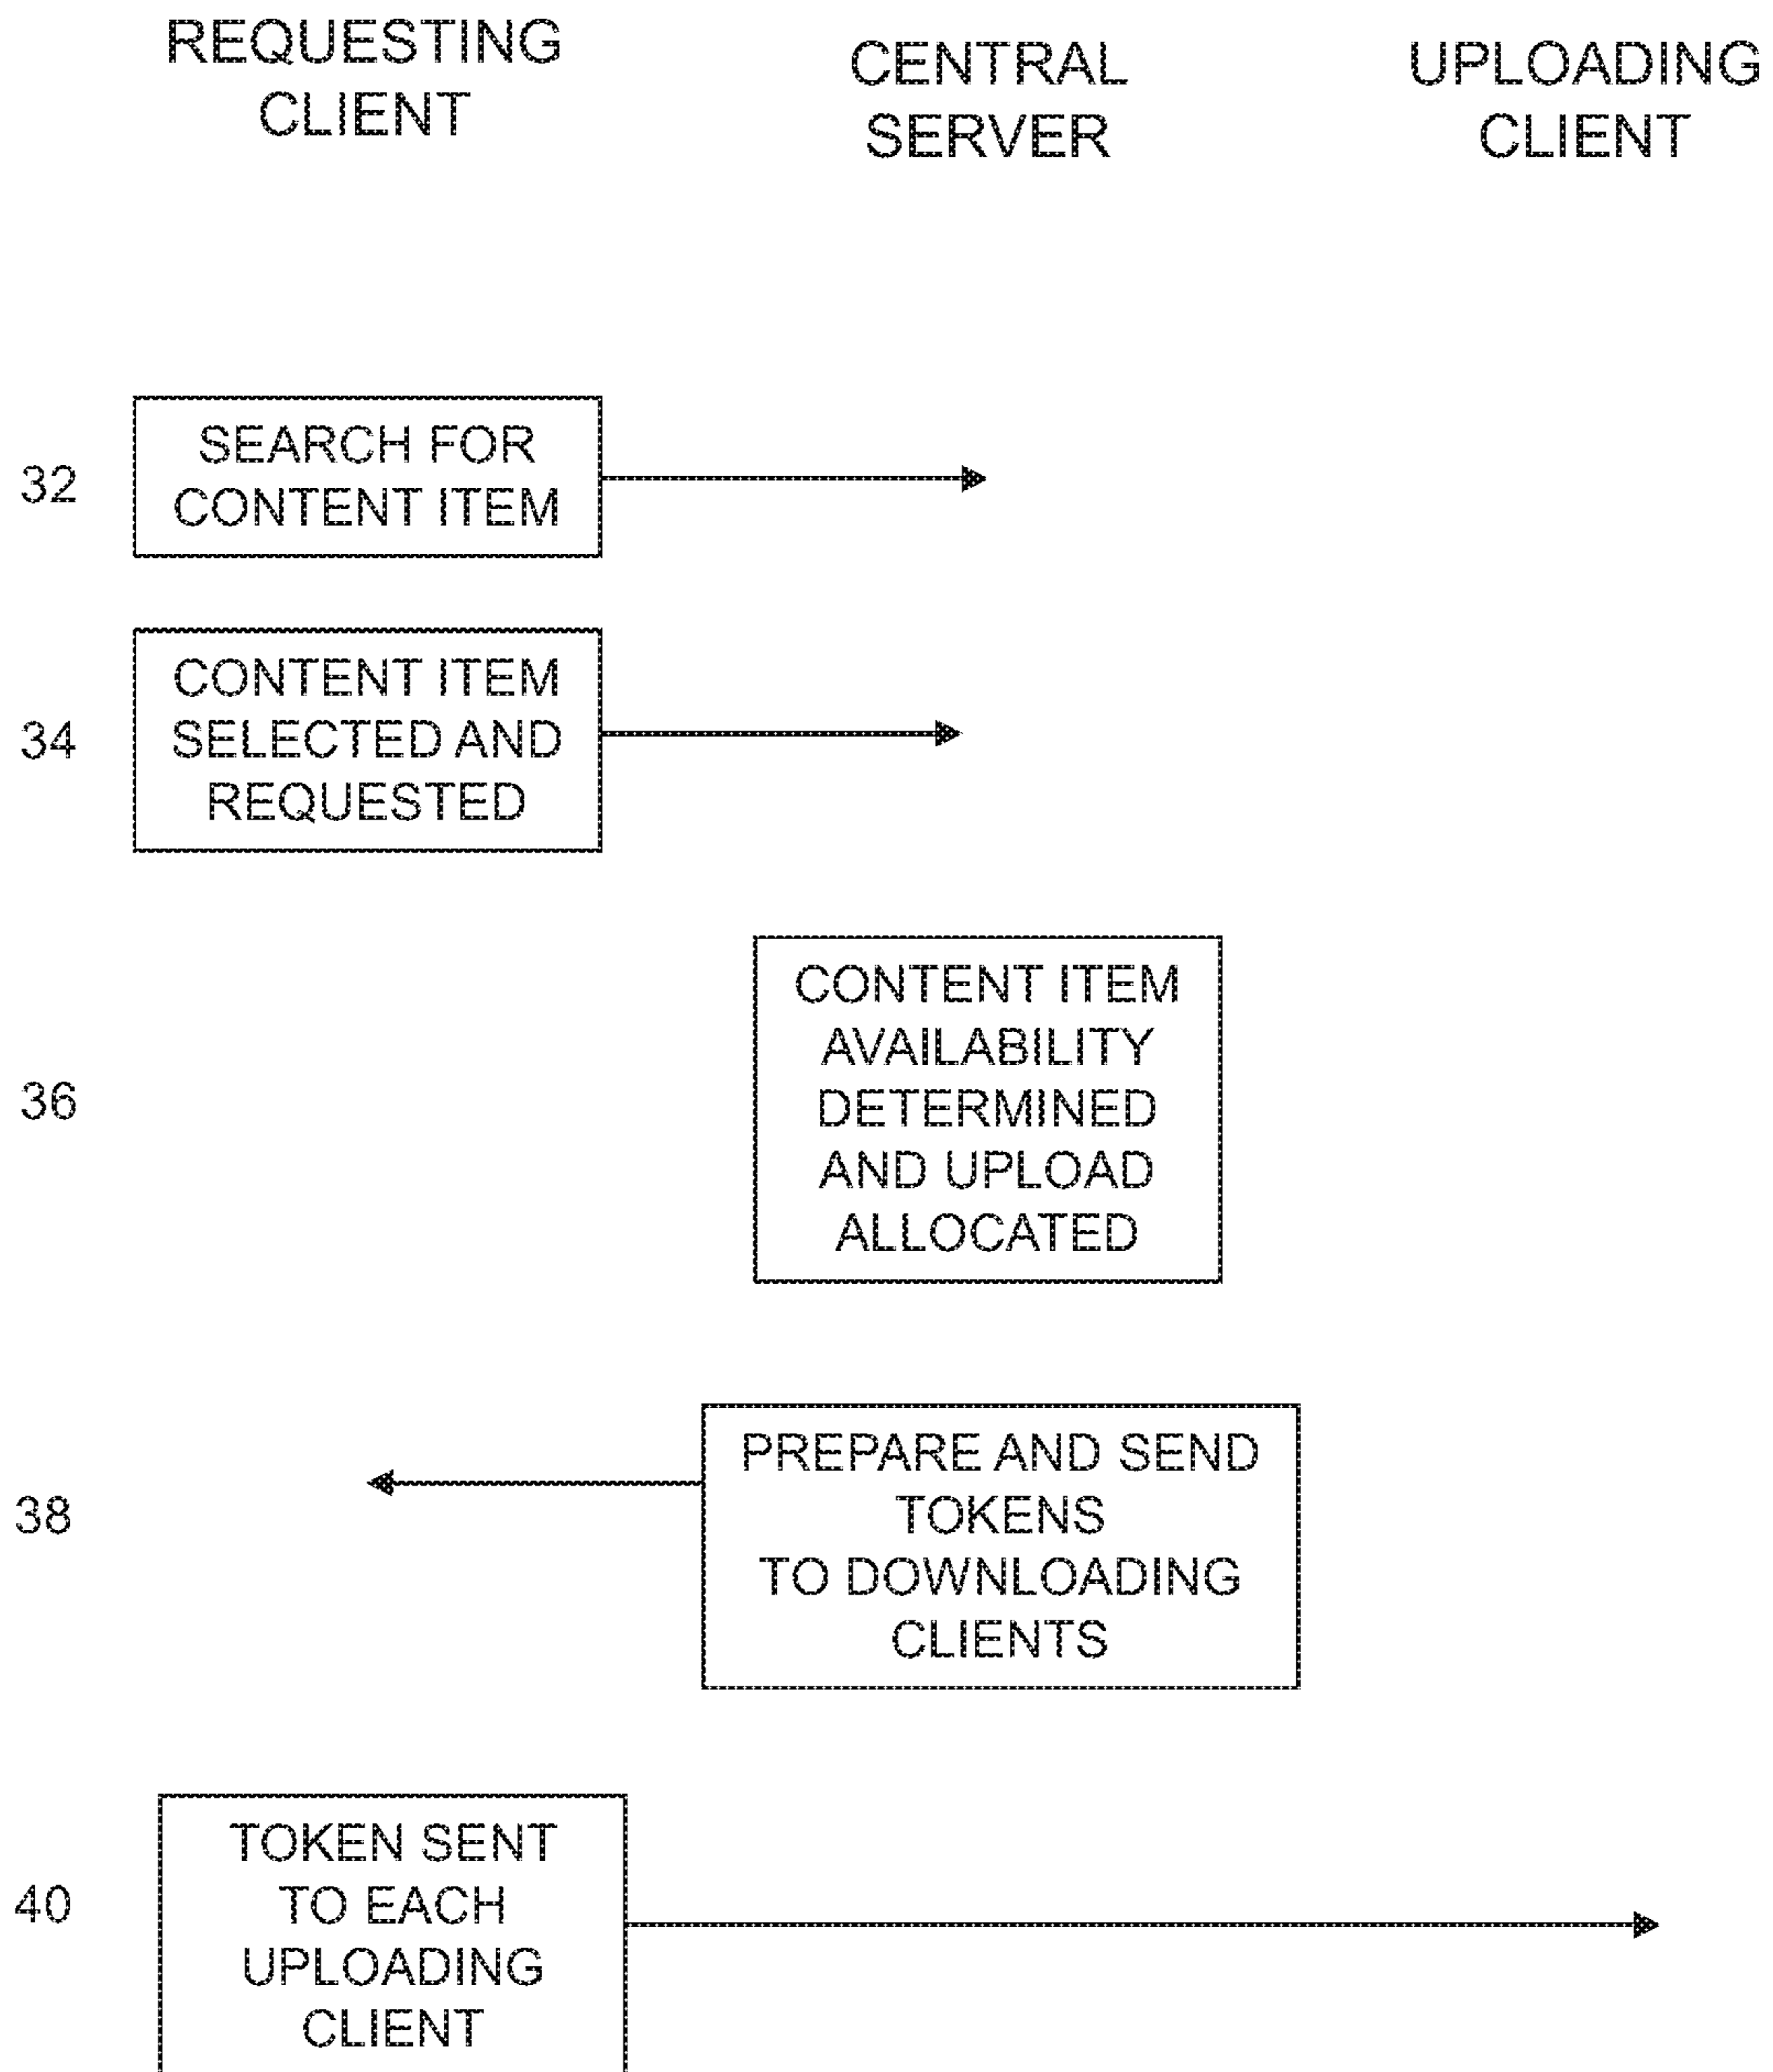 REQUESTING
CLIENT
CENTRAL
SERVER
UPLOADING
CLIENT
32
SEARCH FOR
CONTENT ITEM
34
CONTENT ITEM
SELECTED AND
REQUESTED
36
CONTENT ITEM
AVAILABILITY
DETERMINED
AND UPLOAD
ALLOCATED
38
PREPARE AND SEND
TOKENS
TO DOWNLOADING
CLIENTS
40
TOKEN SENT
TO EACH
UPLOADING
CLIENT